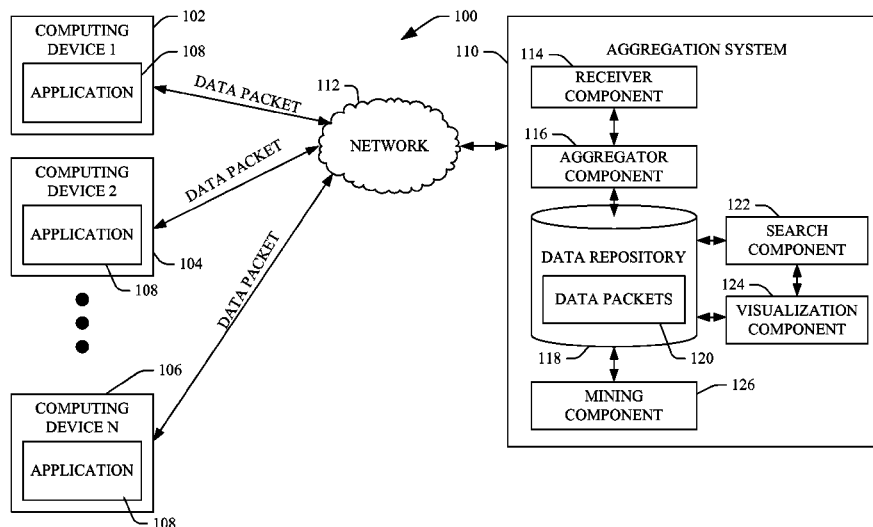 102
COMPUTING
DEVICE 1
108
APPLICATION
DATA PACKET
COMPUTING
DEVICE 2
APPLICATION
108
104
DATA PACKET
106
COMPUTING
DEVICE N
APPLICATION
108
DATA PACKET
112
NETWORK
100
110
AGGREGATION SYSTEM
114
RECEIVER
COMPONENT
116
AGGREGATOR
COMPONENT
DATA REPOSITORY
DATA PACKETS
118
120
122
SEARCH
COMPONENT
124
VISUALIZATION
COMPONENT
MINING
COMPONENT
126